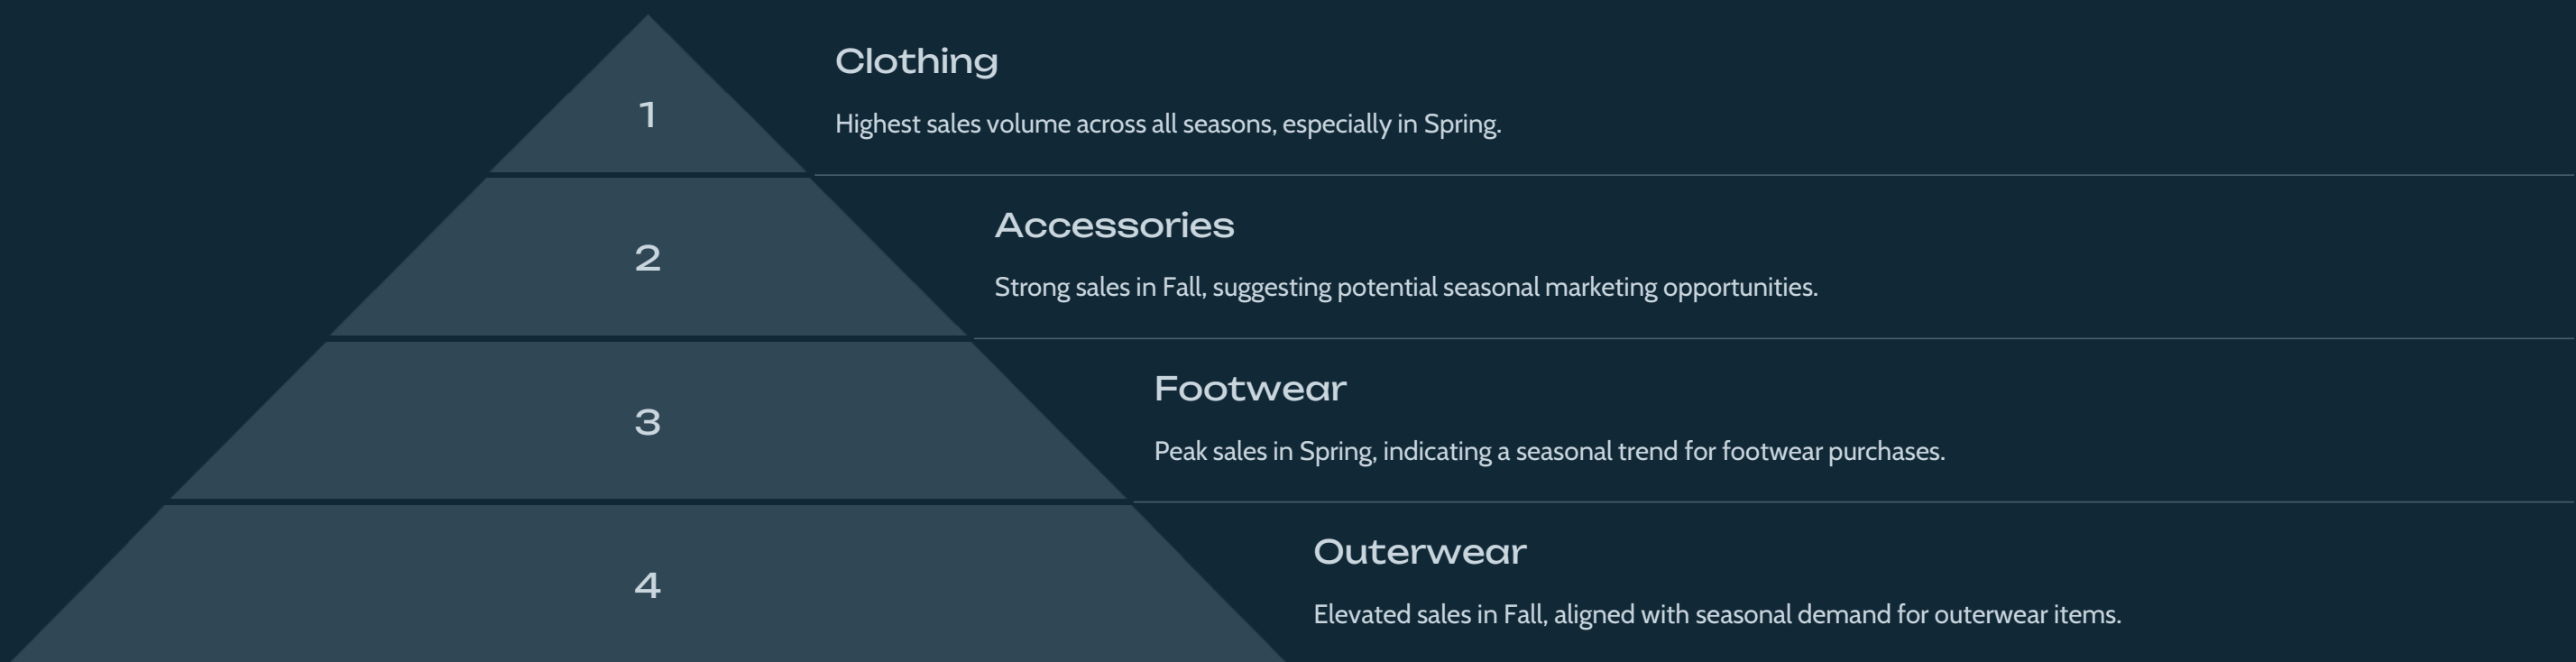 1
Clothing
Highest sales volume across all seasons, especially in Spring.
2
Accessories
Strong sales in Fall, suggesting potential seasonal marketing opportunities.
3
Footwear
Peak sales in Spring, indicating a seasonal trend for footwear purchases.
4
Outerwear
Elevated sales in Fall, aligned with seasonal demand for outerwear items.